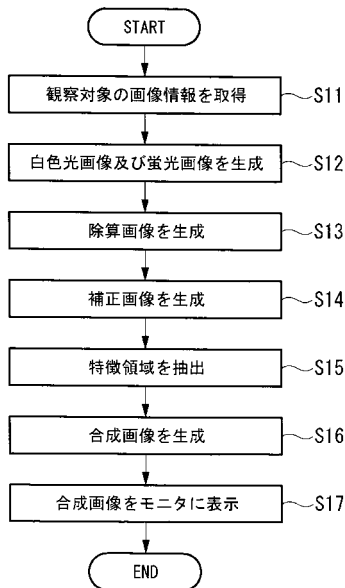 START
観察対象の画像情報を取得 S11
白色光画像及び蛍光画像を生成 S12
除算画像を生成 S13
補正画像を生成 S14
特徴領域を抽出 S15
合成画像を生成 S16
合成画像をモニタに表示 S17
END